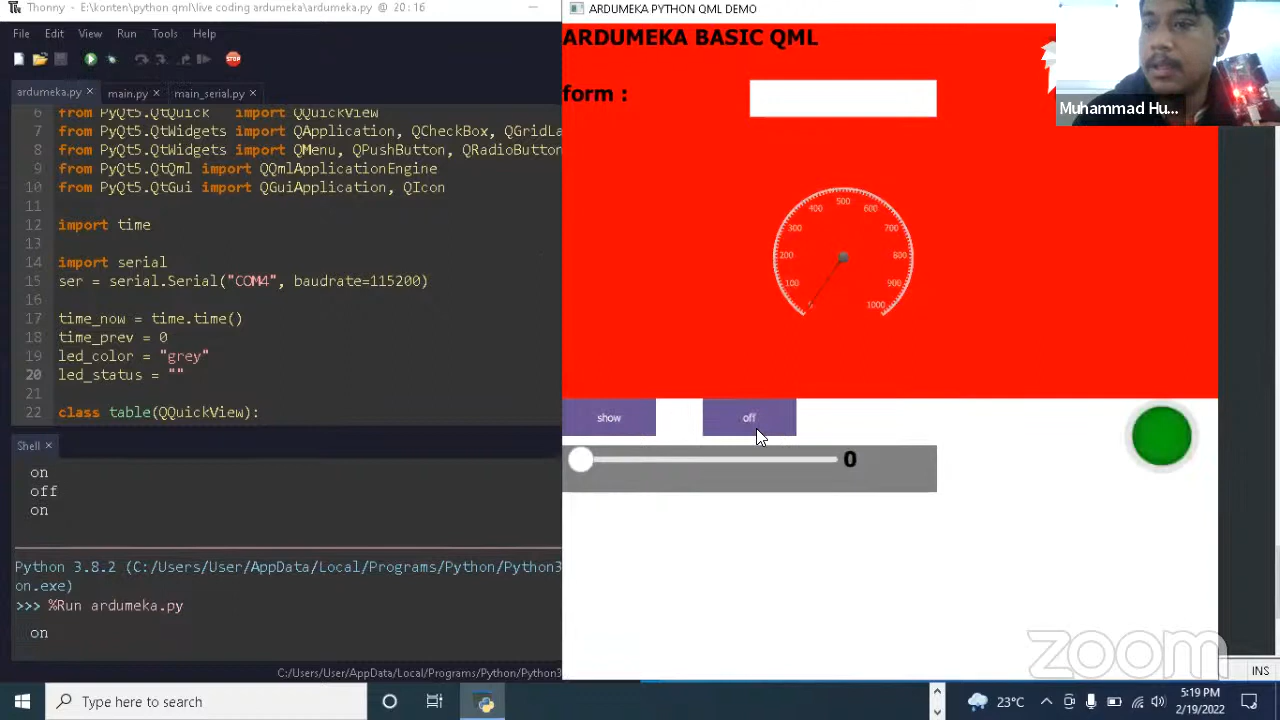 Thonny - E:\konten\python qml\live coding ardumeka\ardumeka.py @ 20:16
File Edit View Run Tools Help
STOP
ardumeka.py
main.py
main_serial.py
6 from PyQt5.QtQuick import QQuickView
7 from PyQt5.QtWidgets import QApplication, QCheckBox, QGridLa
8 from PyQt5.QtWidgets import QMenu, QPushButton, QRadioButton
9 from PyQt5.QtQml import QQmlApplicationEngine
10 from PyQt5.QtGui import QGuiApplication, QIcon
11
12 import time
13
14 import serial
15 ser = serial.Serial("COM4", baudrate=115200)
16
17 time_now = time.time()
18 time_prev = 0
19 led_color = "grey"
20 led_status = ""
21
22 class table(QQuickView):
Shell
on
off
on
Python 3.8.2 (C:/Users/User/AppData/Local/Programs/Python/Python3
on.exe)
>>> %Run ardumeka.py
on
C:/Users/User/AppData/Local/Programs/Python/Python3
ARDUMEKA PYTHON QML DEMO
ARDUMEKA BASIC QML
form :
0
100
200
300
400
500
600
700
800
900
1000
show
off
0
Muhammad Hu...
zoom
INS
Type here to search
23°C
5:19 PM
2/19/2022